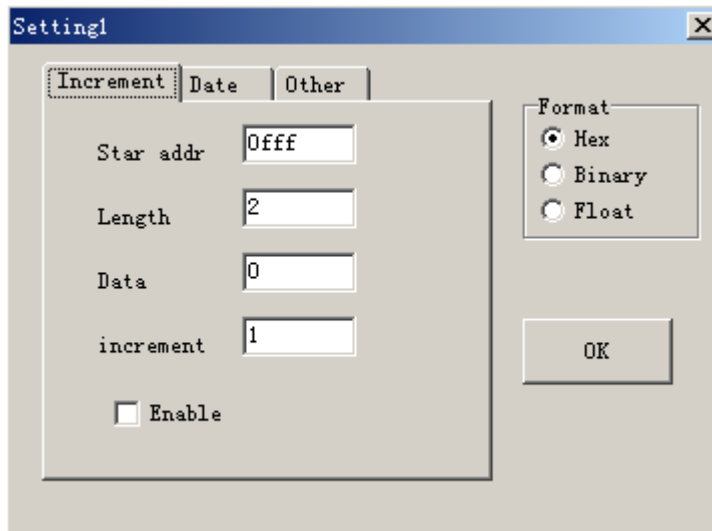 Setting1
Increment Date Other
Star addr 0fff
Length 2
Data 0
increment 1
Enable
Format
Hex
Binary
Float
OK